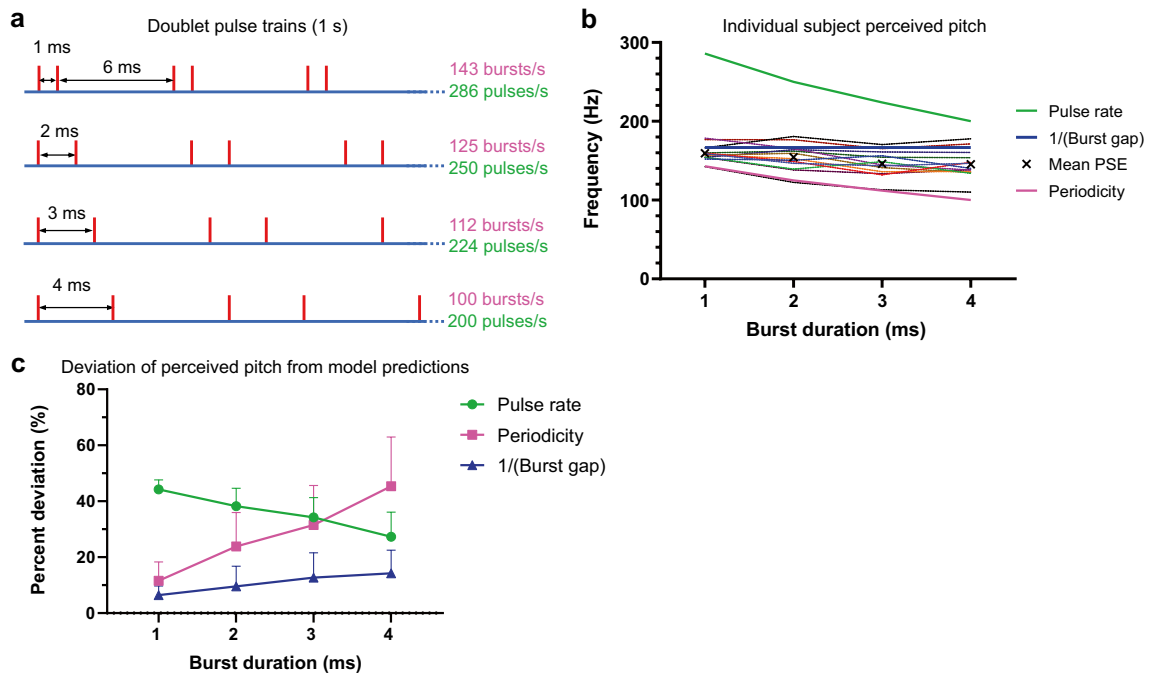 a
Doublet pulse trains (1 s)
1 ms
6 ms
143 bursts/s
286 pulses/s
2 ms
125 bursts/s
250 pulses/s
3 ms
112 bursts/s
224 pulses/s
4 ms
100 bursts/s
200 pulses/s
b
Individual subject perceived pitch
300
200
100
0
Frequency (Hz)
1 2 3 4
Burst duration (ms)
Pulse rate
1/(Burst gap)
Mean PSE
Periodicity
c
Deviation of perceived pitch from model predictions
80
60
40
20
0
Percent deviation (%)
1 2 3 4
Burst duration (ms)
Pulse rate
Periodicity
1/(Burst gap)